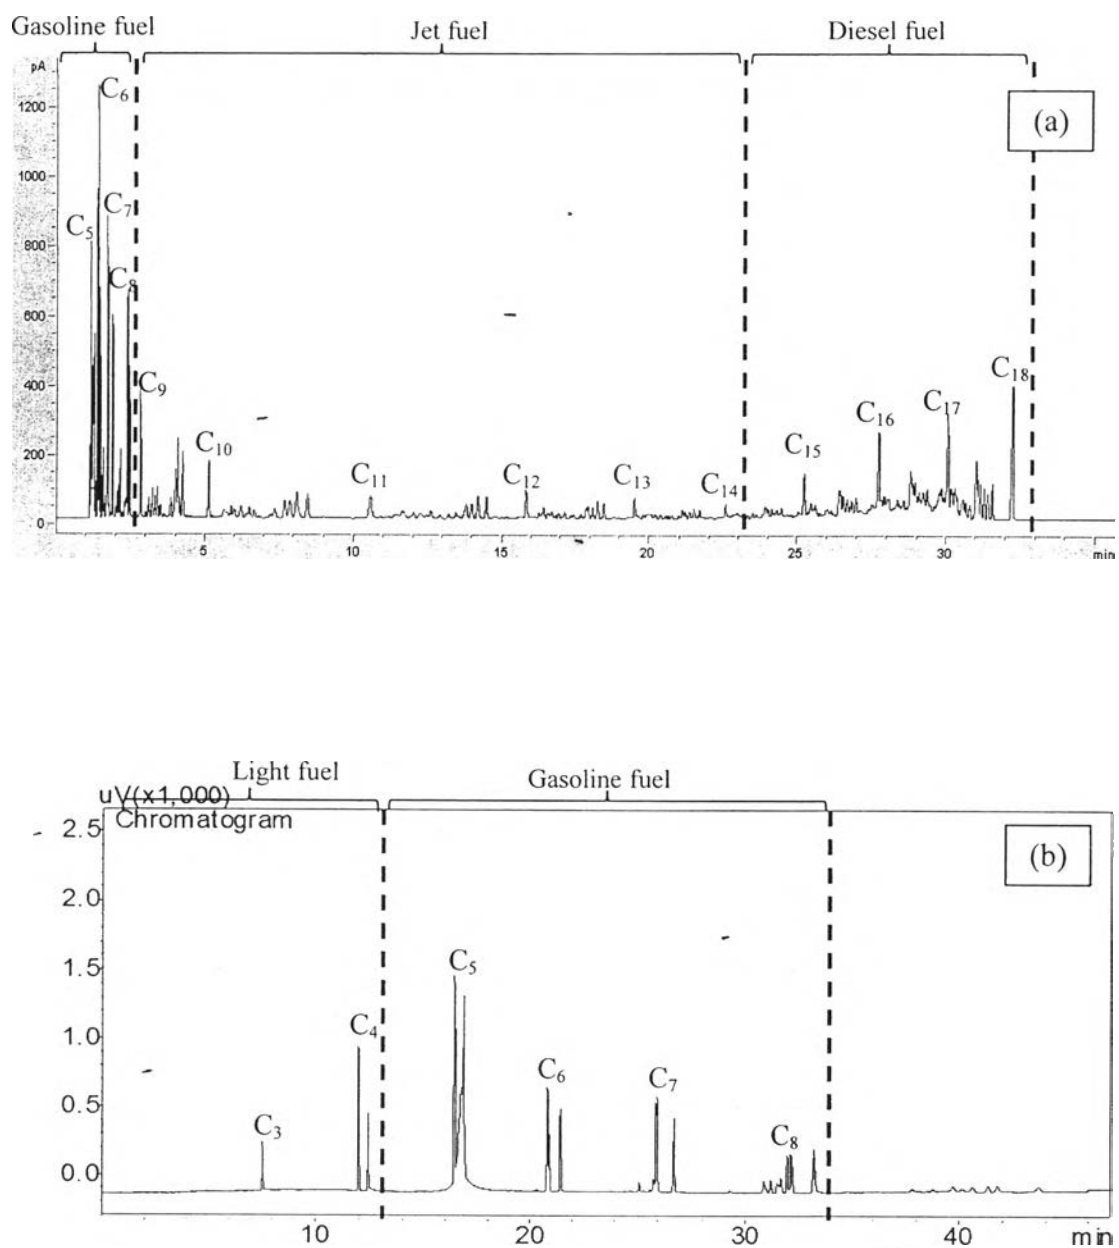 Gasoline fuel Jet fuel Diesel fuel
pA
C₆
1200
(a)
1000
C₅ C₇
800
C₈
600
400
C₉ C₁₀ C₁₁ C₁₂ C₁₃ C₁₄ C₁₅ C₁₆ C₁₇ C₁₈
200
0
5 10 15 20 25 30 min
Light fuel Gasoline fuel
uV(x1,000)
Chromatogram
2.5
(b)
2.0
1.5
C₅
1.0
C₄
0.5
C₃ C₆ C₇ C₈
0.0
10 20 30 40 min